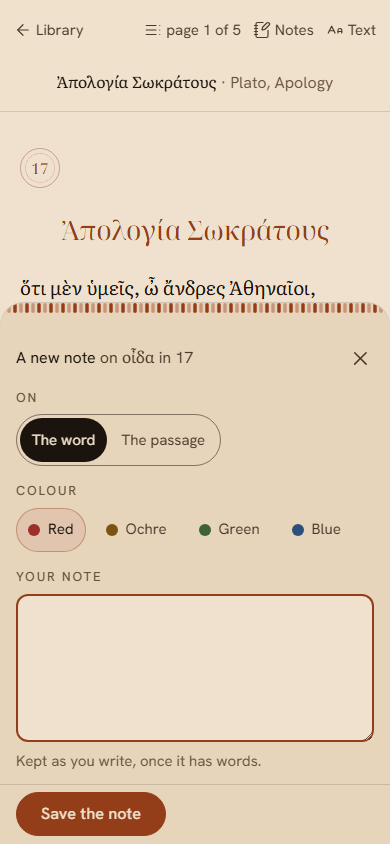 Library
page 1 of 5
Notes
Aa Text
Ἀπολογία Σωκράτους · Plato, Apology
17
Ἀπολογία Σωκράτους
ὅτι μὲν ὑμεῖς, ὦ ἄνδρες Ἀθηναῖοι,
A new note on οἶδα in 17
ON
The word
The passage
COLOUR
Red
Ochre
Green
Blue
YOUR NOTE
Kept as you write, once it has words.
Save the note